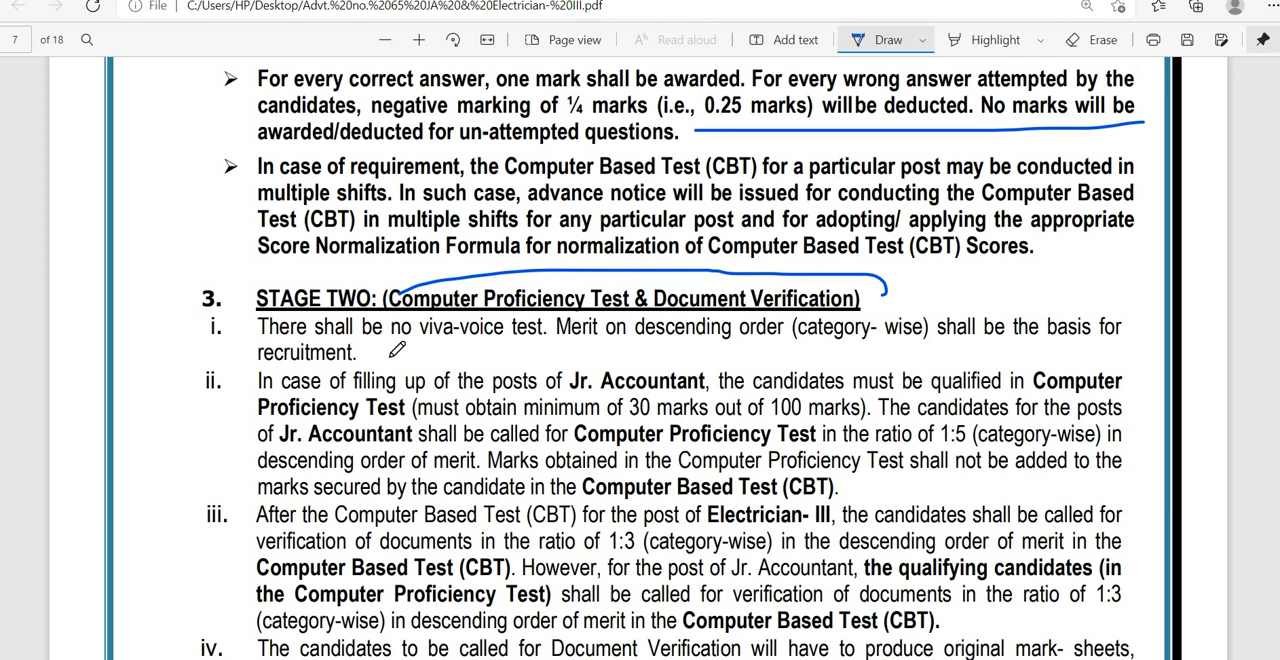 File C:/Users/HP/Desktop/Advt.%20no.%2065%20JA%20&%20Electrician-%20III.pdf
7 of 18 Page view Read aloud Add text Draw Highlight Erase
➢ For every correct answer, one mark shall be awarded. For every wrong answer attempted by the
candidates, negative marking of ¼ marks (i.e., 0.25 marks) willbe deducted. No marks will be
awarded/deducted for un-attempted questions.
➢ In case of requirement, the Computer Based Test (CBT) for a particular post may be conducted in
multiple shifts. In such case, advance notice will be issued for conducting the Computer Based
Test (CBT) in multiple shifts for any particular post and for adopting/ applying the appropriate
Score Normalization Formula for normalization of Computer Based Test (CBT) Scores.
3. STAGE TWO: (Computer Proficiency Test & Document Verification)
i. There shall be no viva-voice test. Merit on descending order (category- wise) shall be the basis for
recruitment.
ii. In case of filling up of the posts of Jr. Accountant, the candidates must be qualified in Computer
Proficiency Test (must obtain minimum of 30 marks out of 100 marks). The candidates for the posts
of Jr. Accountant shall be called for Computer Proficiency Test in the ratio of 1:5 (category-wise) in
descending order of merit. Marks obtained in the Computer Proficiency Test shall not be added to the
marks secured by the candidate in the Computer Based Test (CBT).
iii. After the Computer Based Test (CBT) for the post of Electrician- III, the candidates shall be called for
verification of documents in the ratio of 1:3 (category-wise) in the descending order of merit in the
Computer Based Test (CBT). However, for the post of Jr. Accountant, the qualifying candidates (in
the Computer Proficiency Test) shall be called for verification of documents in the ratio of 1:3
(category-wise) in descending order of merit in the Computer Based Test (CBT).
iv. The candidates to be called for Document Verification will have to produce original mark- sheets,